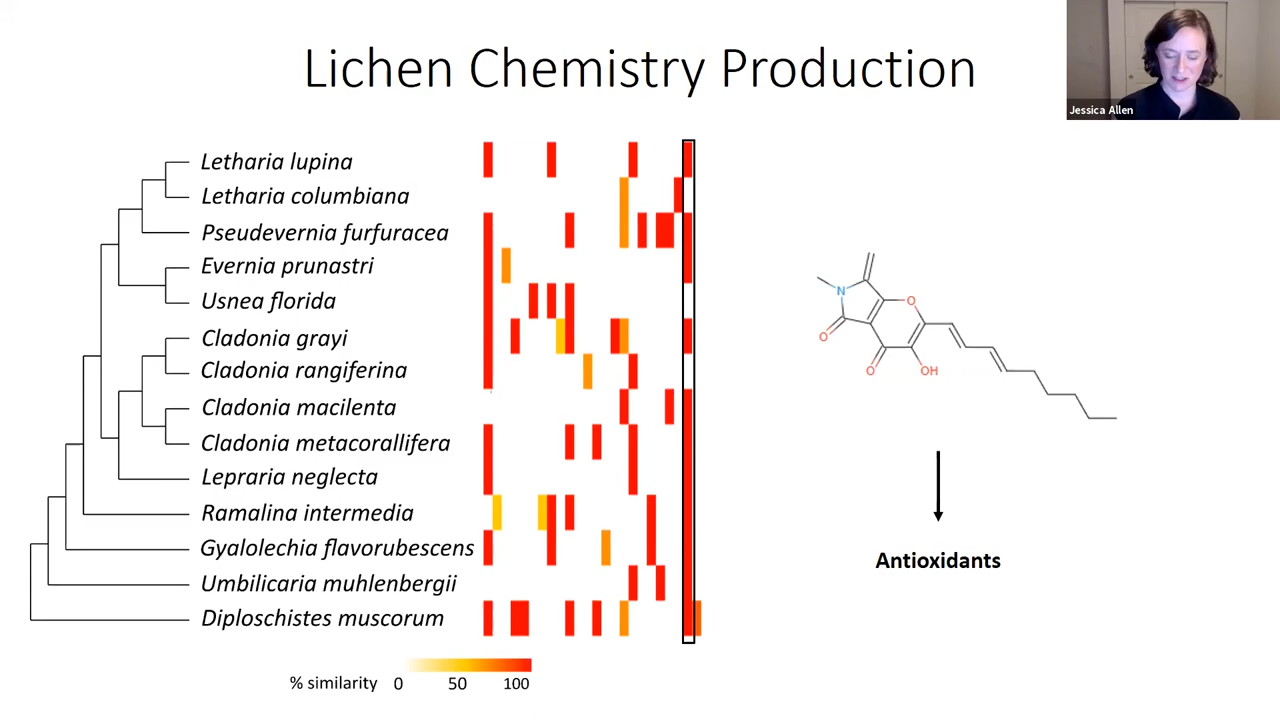 Lichen Chemistry Production
Jessica Allen
Letharia lupina
Letharia columbiana
Pseudevernia furfuracea
Evernia prunastri
Usnea florida
Cladonia grayi
Cladonia rangiferina
Cladonia macilenta
Cladonia metacorallifera
Lepraria neglecta
Ramalina intermedia
Gyalolechia flavorubescens
Umbilicaria muhlenbergii
Diploschistes muscorum
% similarity 0 50 100
N
O
O
O
OH
Antioxidants